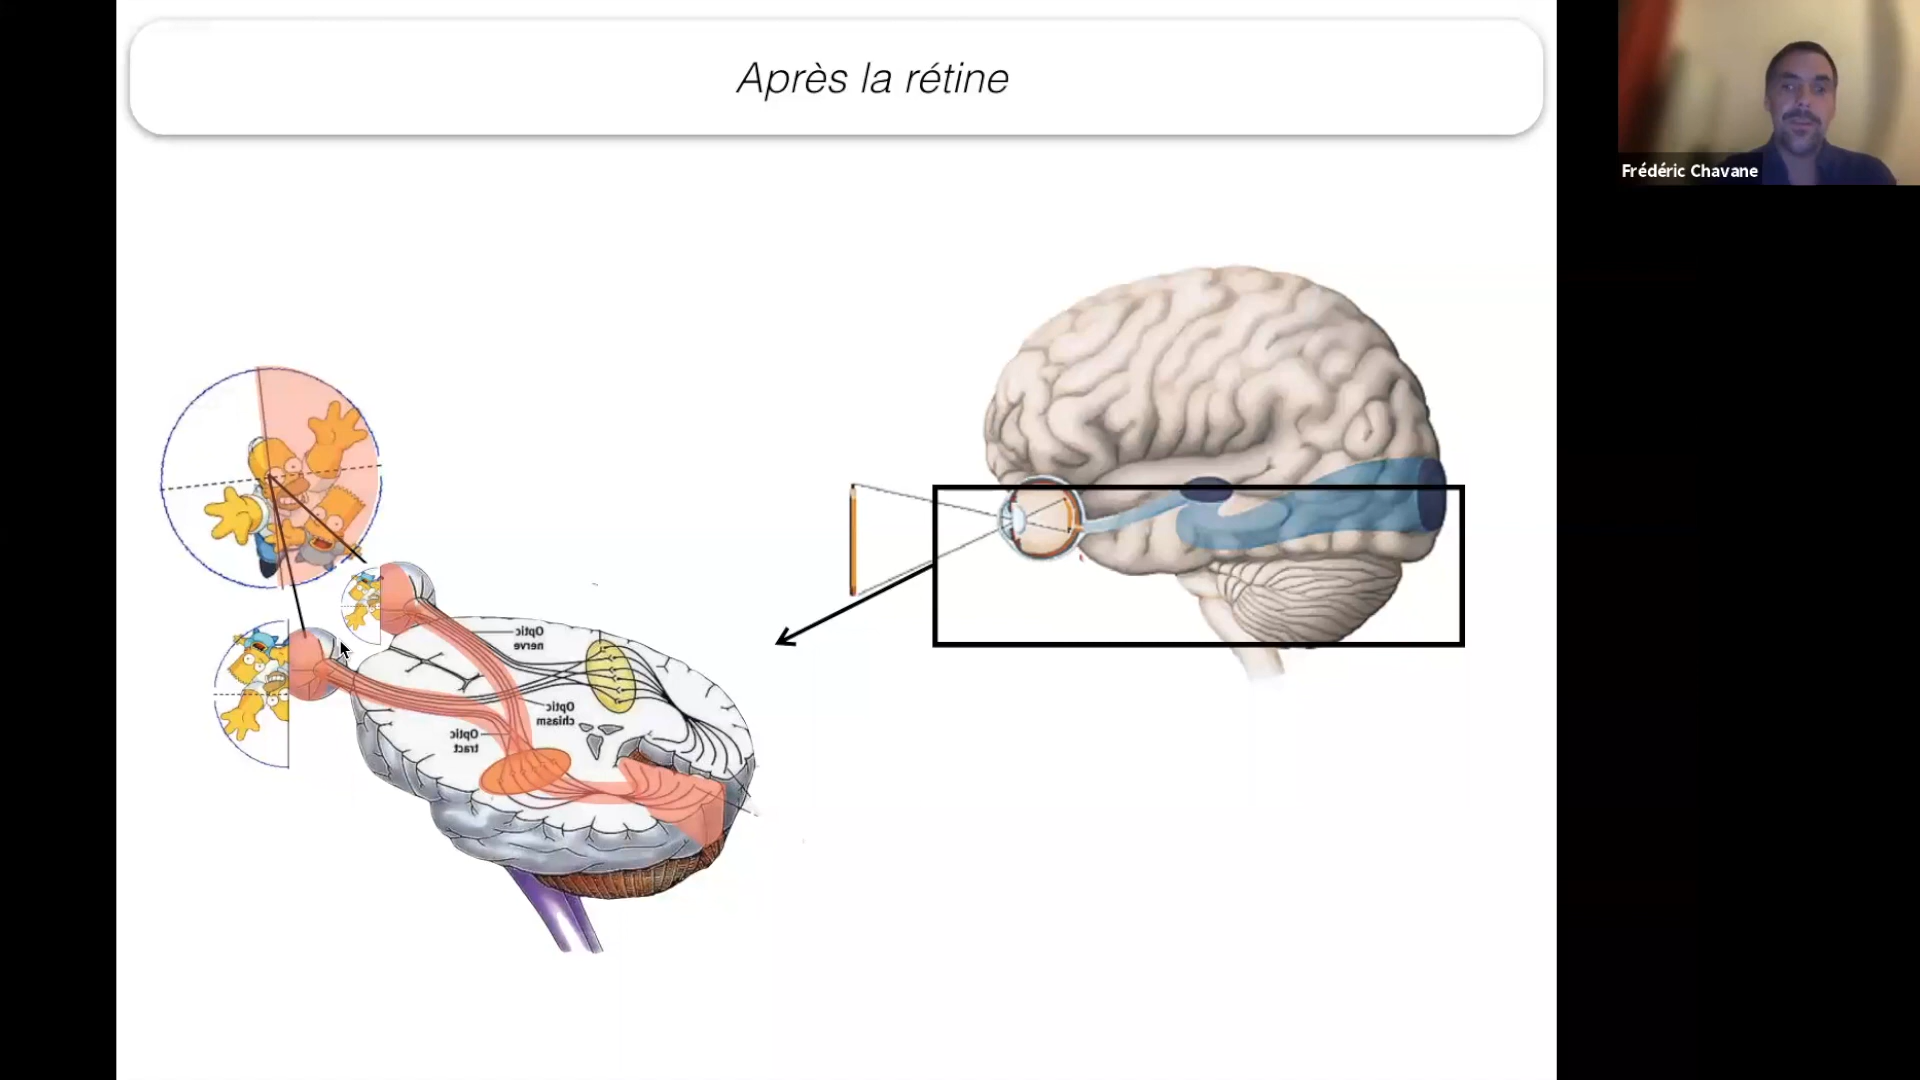 Après la rétine
Frédéric Chavane
Optic
nerve
Optic
chiasm
Optic
tract